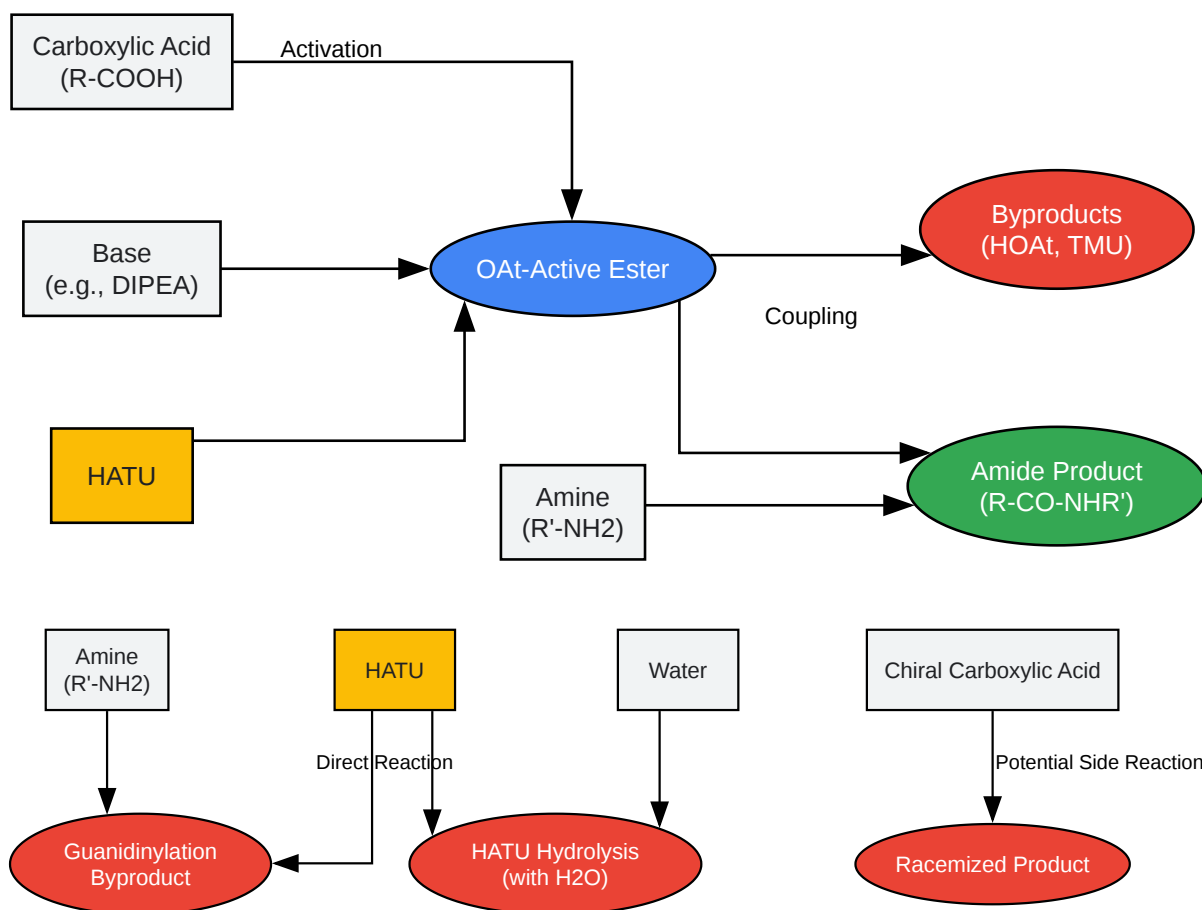 Carboxylic Acid
(R-COOH)
Activation
Byproducts
(HOAt, TMU)
Base
(e.g., DIPEA)
OAt-Active Ester
Coupling
HATU
Amine
(R'-NH2)
Amide Product
(R-CO-NHR')
Amine
(R'-NH2)
HATU
Water
Chiral Carboxylic Acid
Direct Reaction
Potential Side Reaction
Guanidinylation
Byproduct
HATU Hydrolysis
(with H2O)
Racemized Product